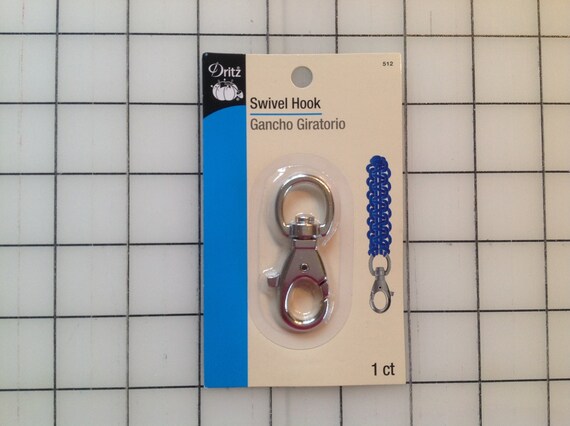 512
Dritz
Swivel Hook
Gancho Giratorio
1 ct